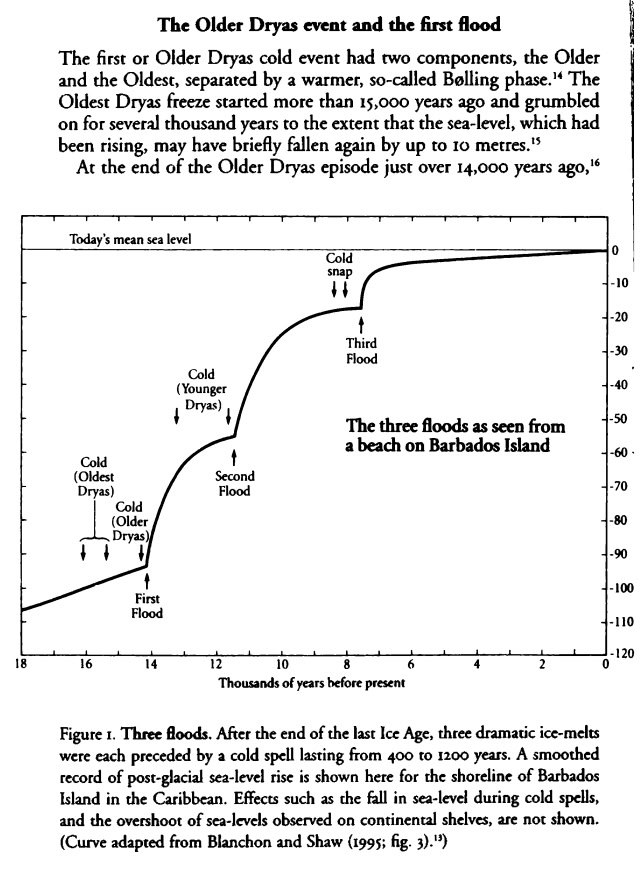 The Older Dryas event and the first flood
The first or Older Dryas cold event had two components, the Older
and the Oldest, separated by a warmer, so-called Bølling phase.¹⁴ The
Oldest Dryas freeze started more than 15,000 years ago and grumbled
on for several thousand years to the extent that the sea-level, which had
been rising, may have briefly fallen again by up to 10 metres.¹⁵
At the end of the Older Dryas episode just over 14,000 years ago,¹⁶
Today's mean sea level
0
Cold
snap
-10
-20
Third
Flood
-30
Cold
(Younger
Dryas)
-40
The three floods as seen from
a beach on Barbados Island
-50
-60
Cold
(Oldest
Dryas)
Second
Flood
-70
Cold
(Older
Dryas)
-80
-90
First
Flood
-100
-110
-120
18 16 14 12 10 8 6 4 2 0
Thousands of years before present
Figure 1. Three floods. After the end of the last Ice Age, three dramatic ice-melts
were each preceded by a cold spell lasting from 400 to 1200 years. A smoothed
record of post-glacial sea-level rise is shown here for the shoreline of Barbados
Island in the Caribbean. Effects such as the fall in sea-level during cold spells,
and the overshoot of sea-levels observed on continental shelves, are not shown.
(Curve adapted from Blanchon and Shaw (1995; fig. 3).¹³)